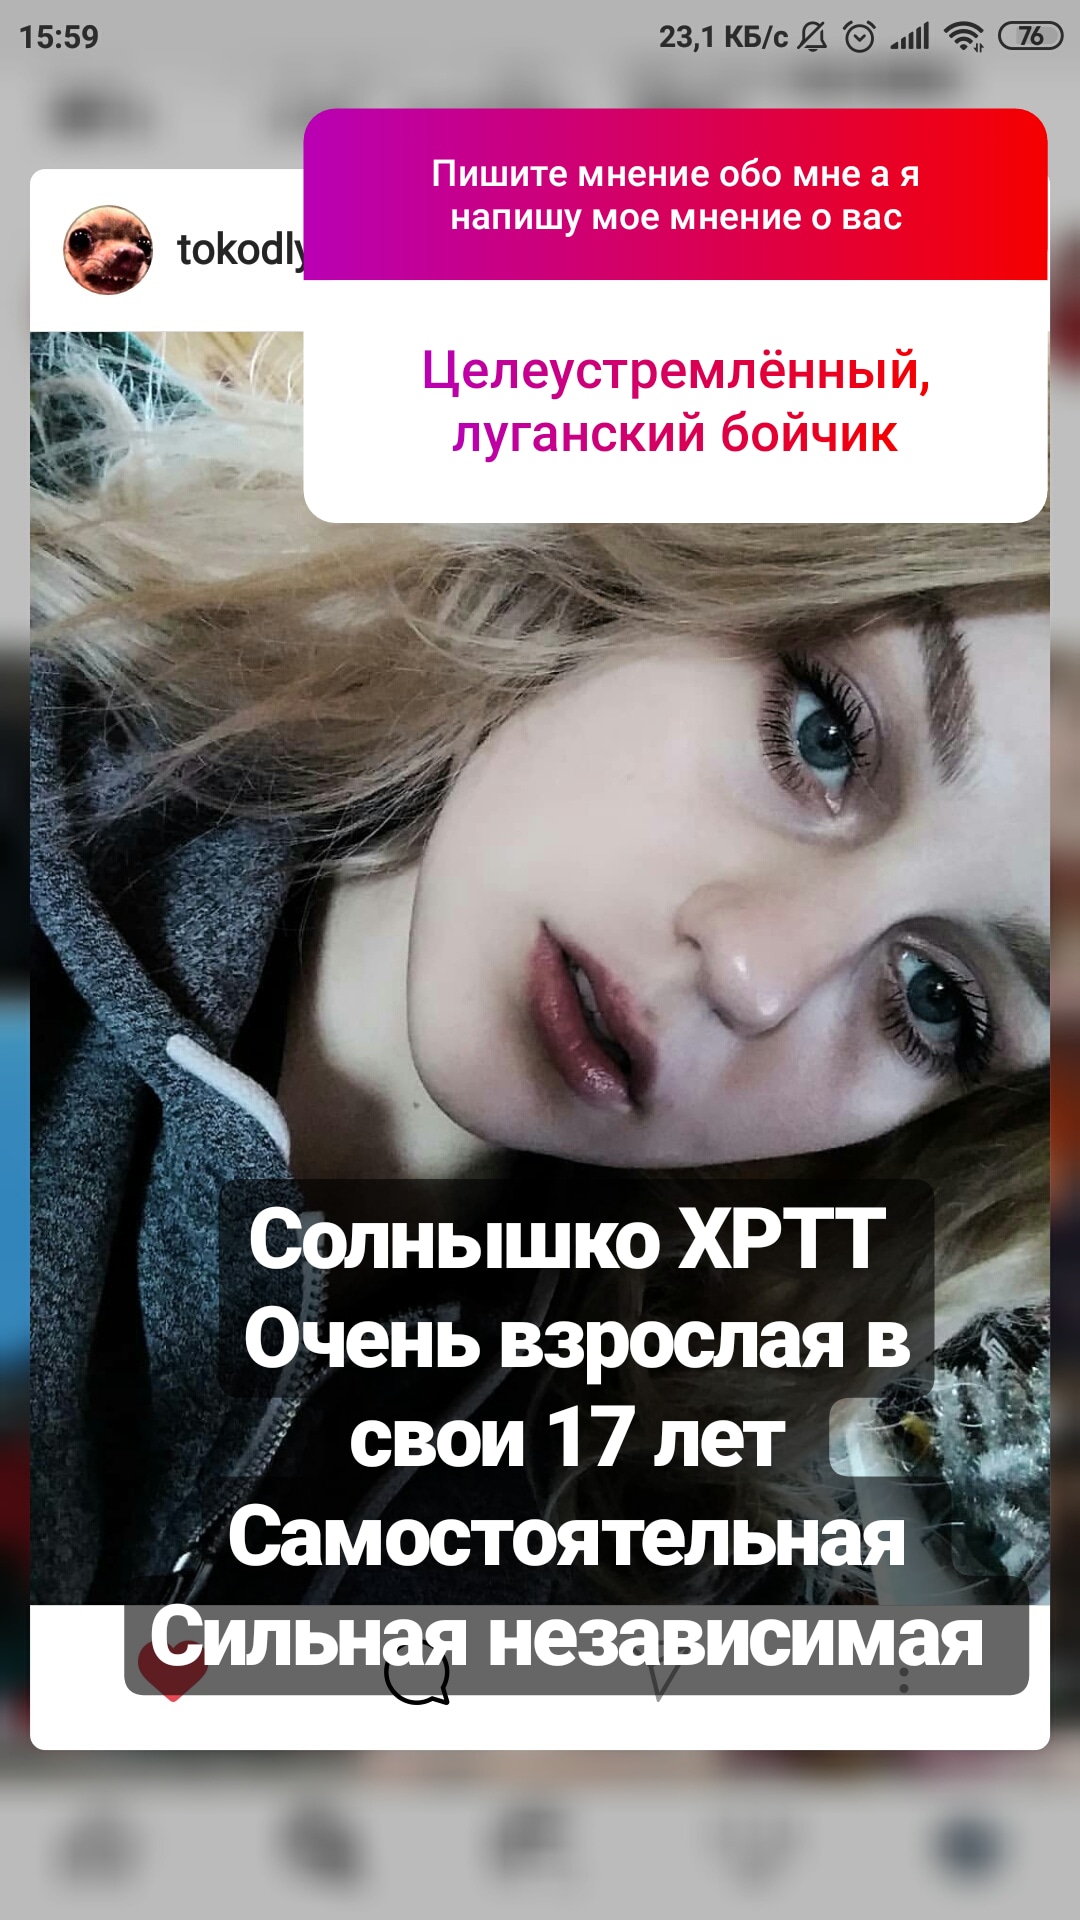 15:59
23,1 КБ/с
76
Пишите мнение обо мне а я
напишу мое мнение о вас
tokodly
Целеустремлённый,
луганский бойчик
Солнышко ХРТТ
Очень взрослая в
свои 17 лет
Самостоятельная
Сильная независимая